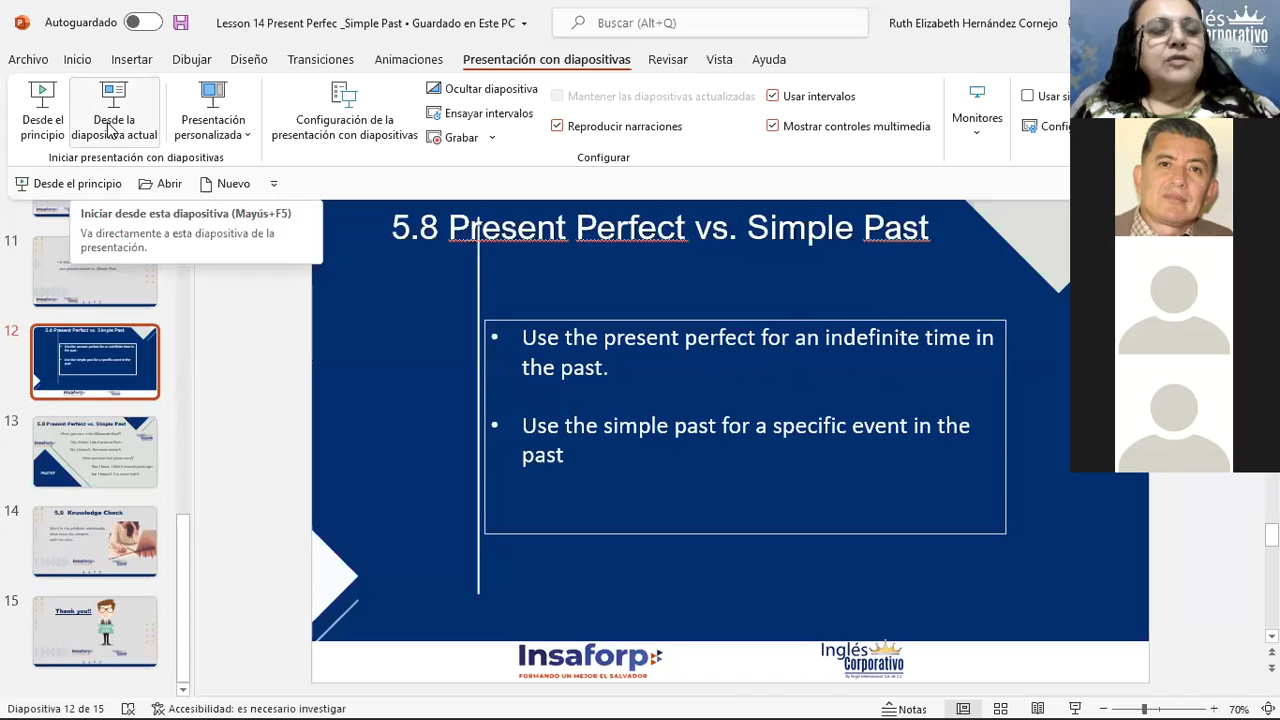 Autoguardado
Lesson 14 Present Perfec _Simple Past • Guardado en Este PC
Buscar (Alt+Q)
Ruth Elizabeth Hernández Cornejo
Archivo Inicio Insertar Dibujar Diseño Transiciones Animaciones Presentación con diapositivas Revisar Vista Ayuda
Desde el principio
Desde la diapositiva actual
Presentación personalizada
Iniciar presentación con diapositivas
Configuración de la presentación con diapositivas
Ocultar diapositiva
Ensayar intervalos
Grabar
Mantener las diapositivas actualizadas
Reproducir narraciones
Usar intervalos
Mostrar controles multimedia
Configurar
Monitores
Usar
Desde el principio Abrir Nuevo
Iniciar desde esta diapositiva (Mayús+F5)
Va directamente a esta diapositiva de la
presentación.
11
12
5.8 Present Perfect vs. Simple Past
13
5.8 Present Perfect vs. Simple Past
14
5.8 Knowledge Check
15
Thank you!!
5.8 Present Perfect vs. Simple Past
• Use the present perfect for an indefinite time in
the past.
• Use the simple past for a specific event in the
past
Insaforp
FORMANDO UN MEJOR EL SALVADOR
Inglés
Corporativo
Diapositiva 12 de 15
Accesibilidad: es necesario investigar
Notas
70%